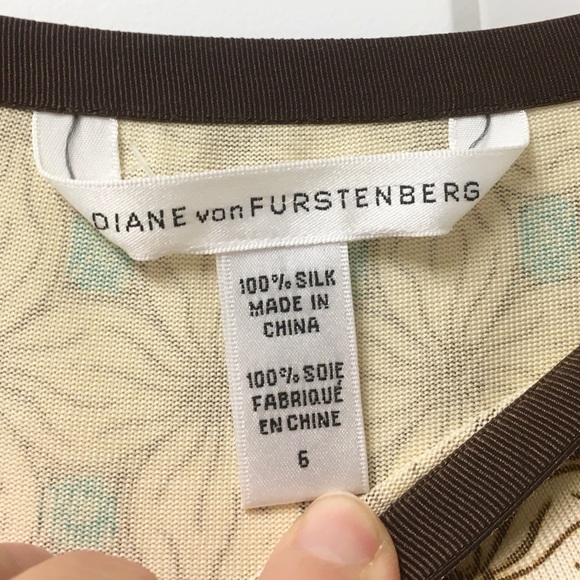 DIANE von FURSTENBERG
100% SILK
MADE IN
CHINA
100% SOIE
FABRIQUÉ
EN CHINE
6